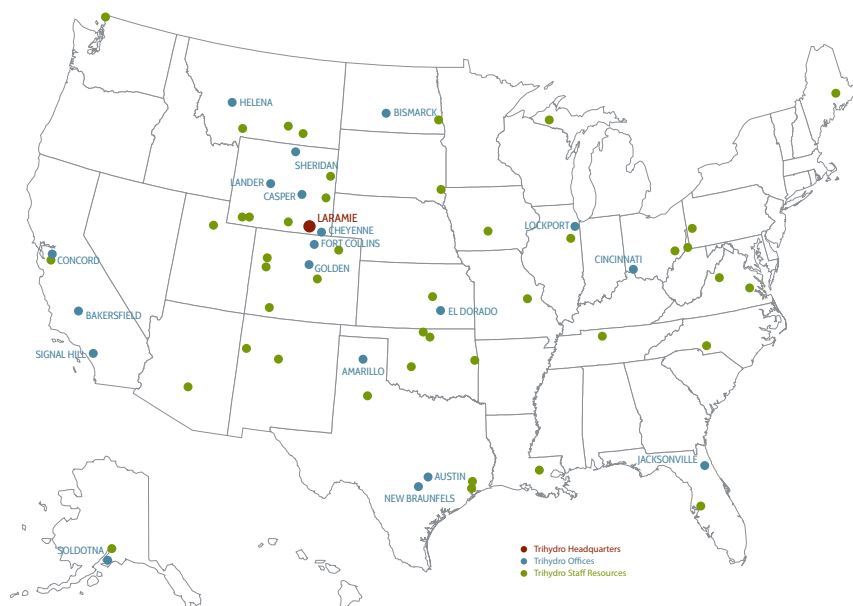 HELENA
BISMARCK
SHERIDAN
LANDER
CASPER
LARAMIE
CHEYENNE
FORT COLLINS
GOLDEN
LOCKPORT
CINCINNATI
CONCORD
BAKERSFIELD
EL DORADO
SIGNAL HILL
AMARILLO
JACKSONVILLE
AUSTIN
NEW BRAUNFELS
SOLDOTNA
Trihydro Headquarters
Trihydro Offices
Trihydro Staff Resources